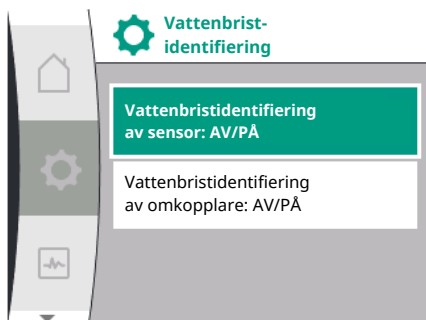 Vattenbrist-
identifiering
Vattenbristidentifiering
av sensor: AV/PÅ
Vattenbristidentifiering
av omkopplare: AV/PÅ